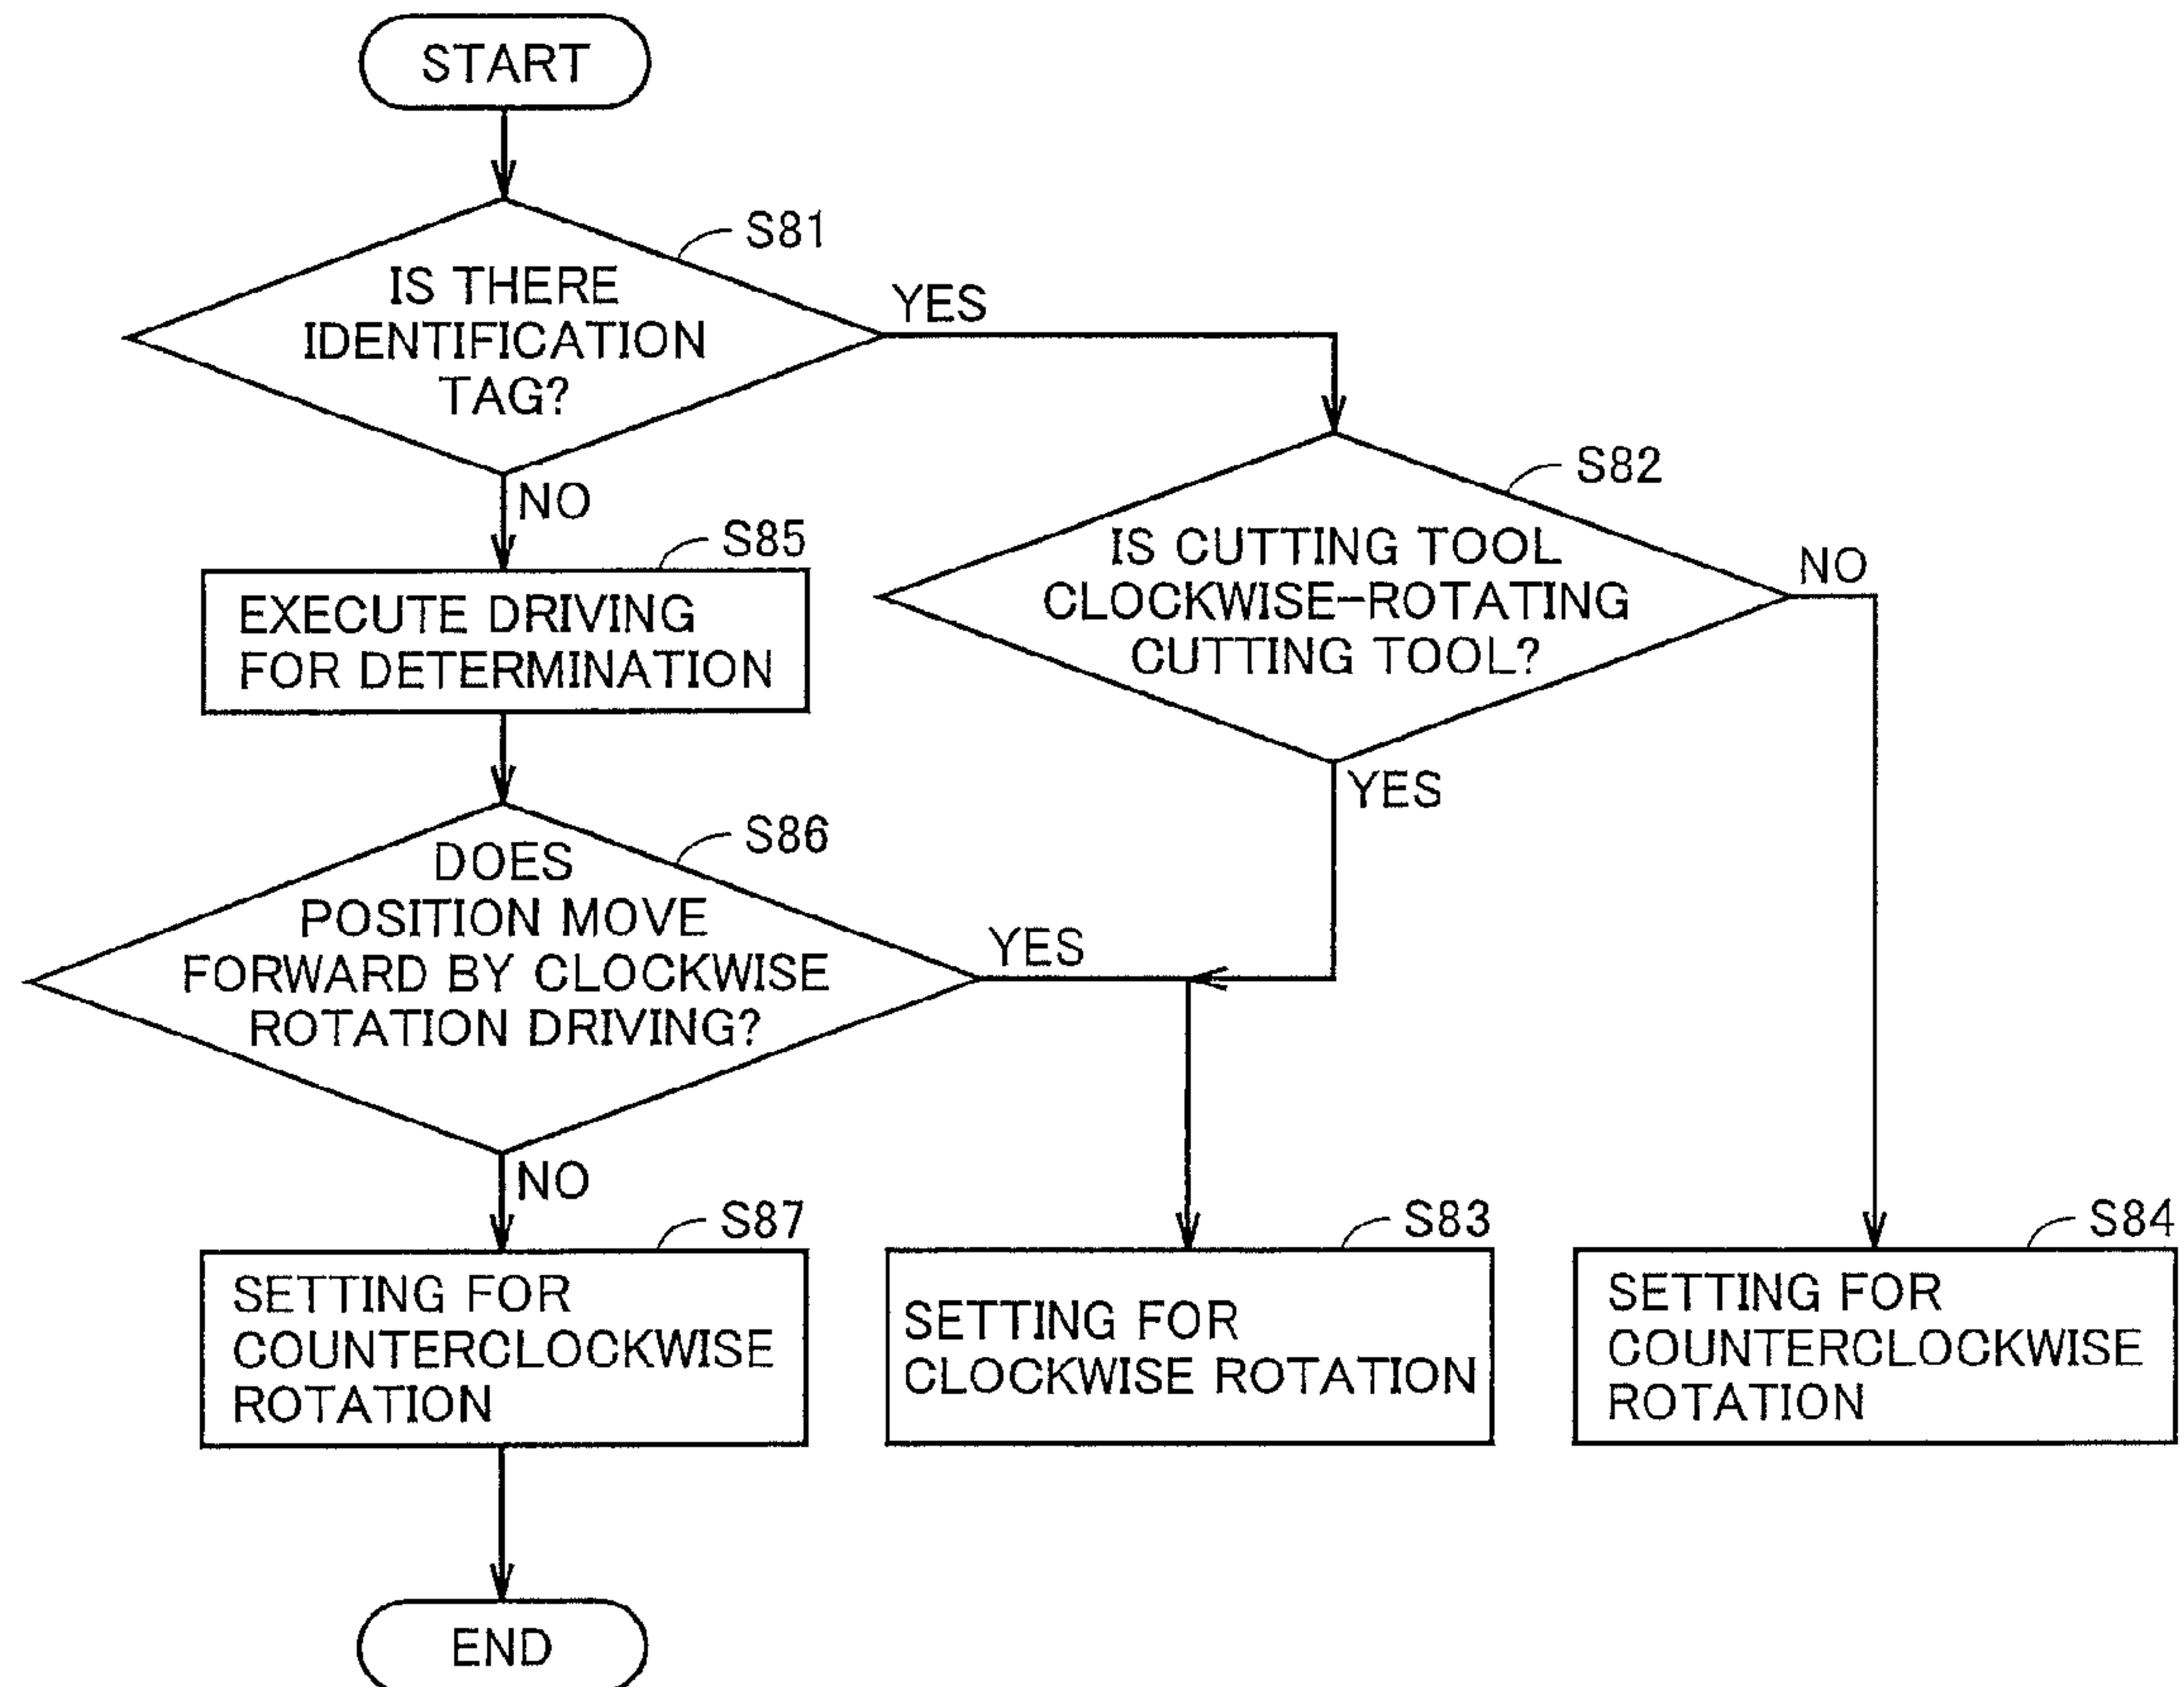 START
S81
IS THERE
IDENTIFICATION
TAG?
YES
NO
S82
IS CUTTING TOOL
CLOCKWISE-ROTATING
CUTTING TOOL?
NO
YES
S85
EXECUTE DRIVING
FOR DETERMINATION
S86
DOES
POSITION MOVE
FORWARD BY CLOCKWISE
ROTATION DRIVING?
YES
NO
S87
SETTING FOR
COUNTERCLOCKWISE
ROTATION
S83
SETTING FOR
CLOCKWISE ROTATION
S84
SETTING FOR
COUNTERCLOCKWISE
ROTATION
END